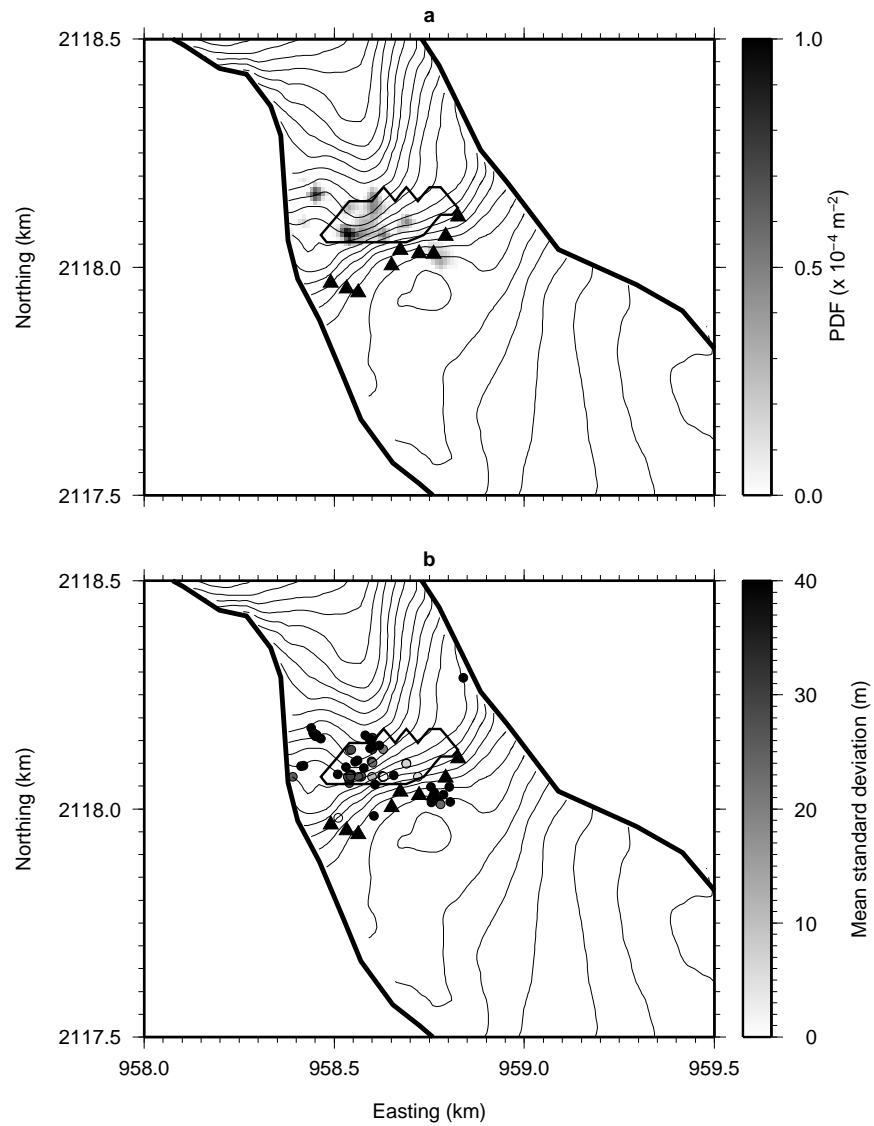 a
2118.5
2118.0
2117.5
Northing (km)
1.0
0.5
0.0
PDF (x 10⁻⁴ m⁻²)
b
2118.5
2118.0
2117.5
Northing (km)
958.0 958.5 959.0 959.5
Easting (km)
40
30
20
10
0
Mean standard deviation (m)